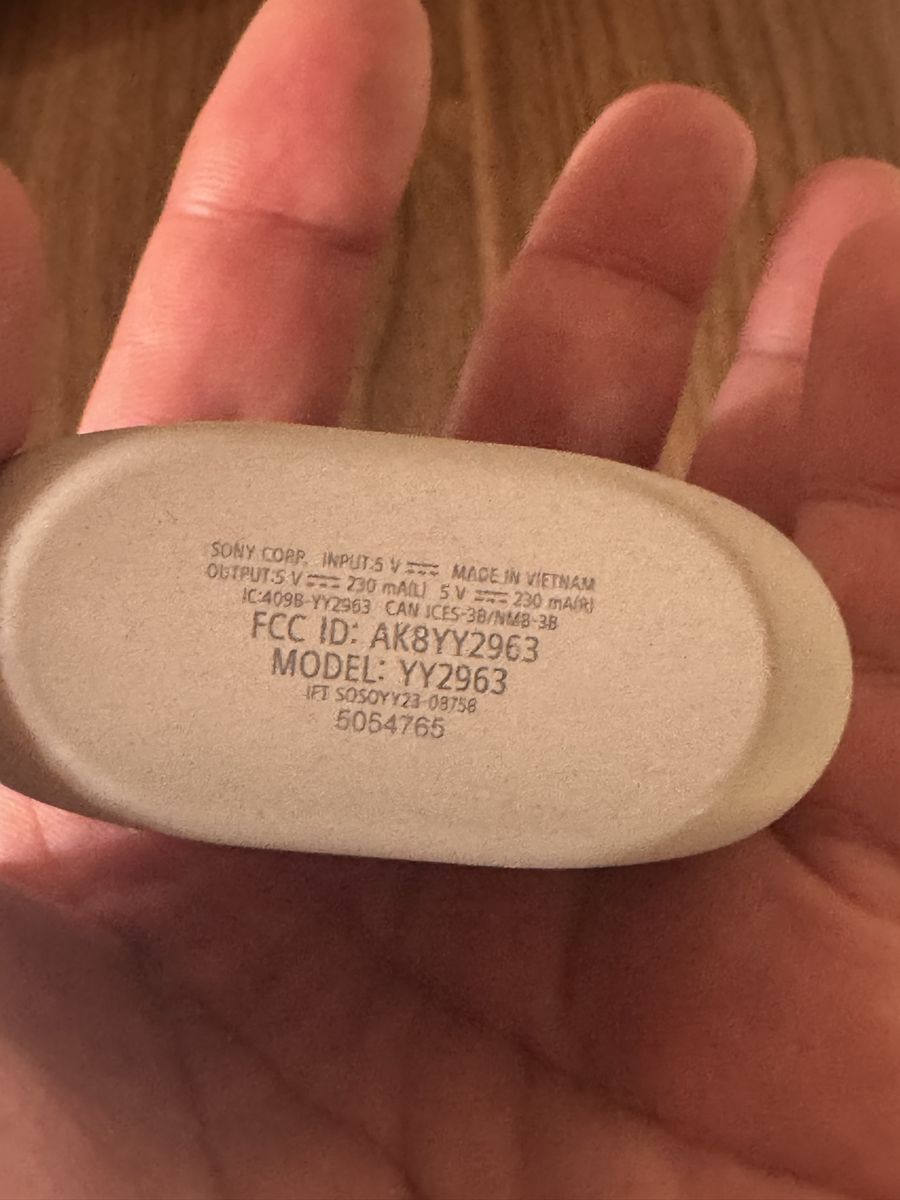 SONY CORP. INPUT:5 V ⎓ MADE IN VIETNAM
OUTPUT:5 V ⎓ 230 mA(L) 5 V ⎓ 230 mA(R)
IC:409B-YY2963 CAN ICES-3B/NMB-3B
FCC ID: AK8YY2963
MODEL: YY2963
IFT SOSOYY23-08758
5054765